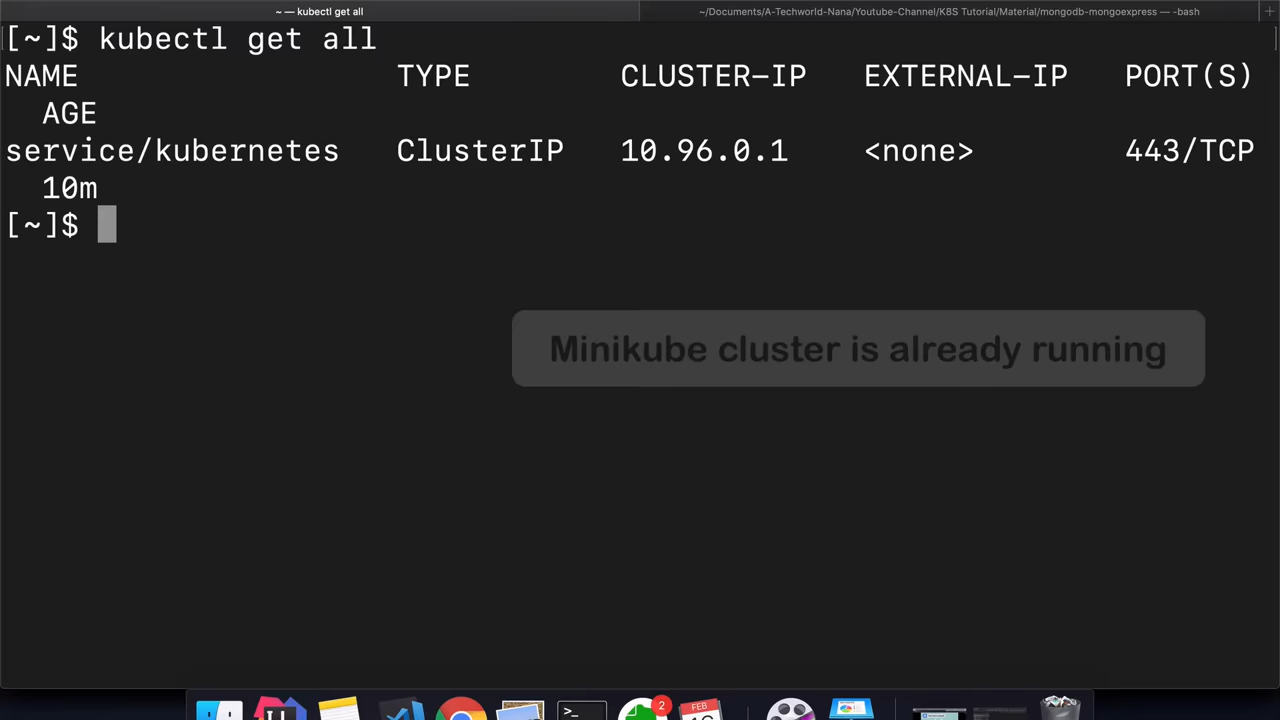 ~ — kubectl get all
~/Documents/A-Techworld-Nana/Youtube-Channel/K8S Tutorial/Material/mongodb-mongoexpress — -bash
[~]$ kubectl get all
NAME TYPE CLUSTER-IP EXTERNAL-IP PORT(S)
AGE
service/kubernetes ClusterIP 10.96.0.1 <none> 443/TCP
10m
[~]$
Minikube cluster is already running
2
FEB